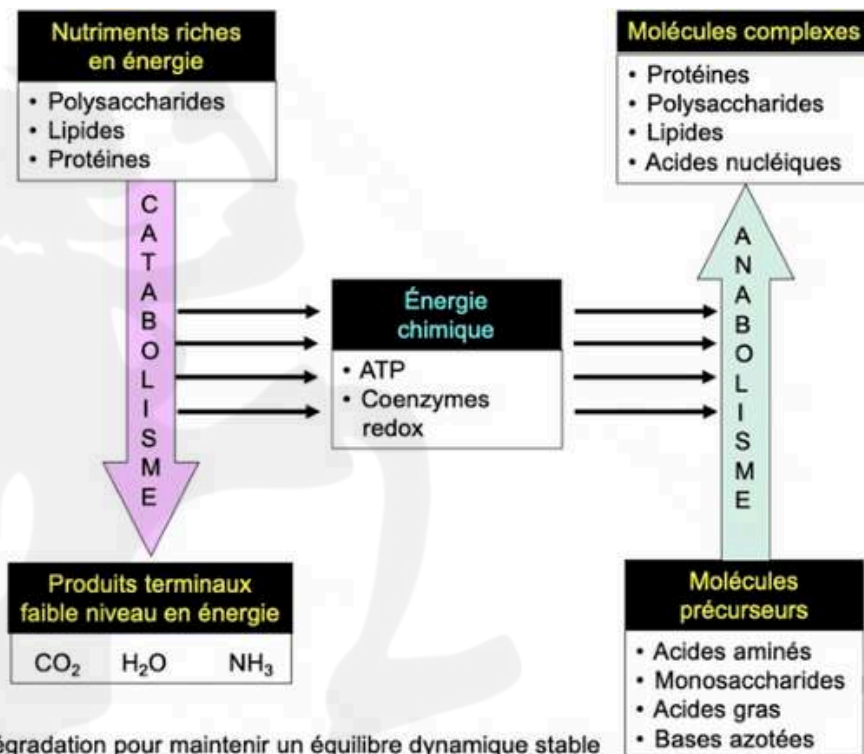 Nutriments riches
en énergie
• Polysaccharides
• Lipides
• Protéines
CATABOLISME
Produits terminaux
faible niveau en énergie
CO₂ H₂O NH₃
Énergie
chimique
• ATP
• Coenzymes
redox
Molécules complexes
• Protéines
• Polysaccharides
• Lipides
• Acides nucléiques
ANABOLISME
Molécules
précurseurs
• Acides aminés
• Monosaccharides
• Acides gras
• Bases azotées
égradation pour maintenir un équilibre dynamique stable